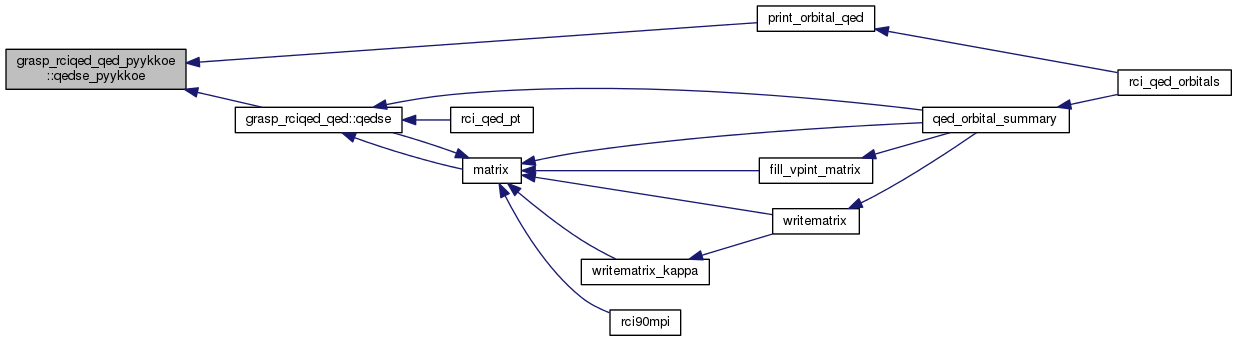 grasp_rciqed_qed_pyykkoe
::qedse_pyykkoe
print_orbital_qed
rci_qed_orbitals
grasp_rciqed_qed::qedse
rci_qed_pt
qed_orbital_summary
matrix
fill_vpint_matrix
writematrix
writematrix_kappa
rci90mpi